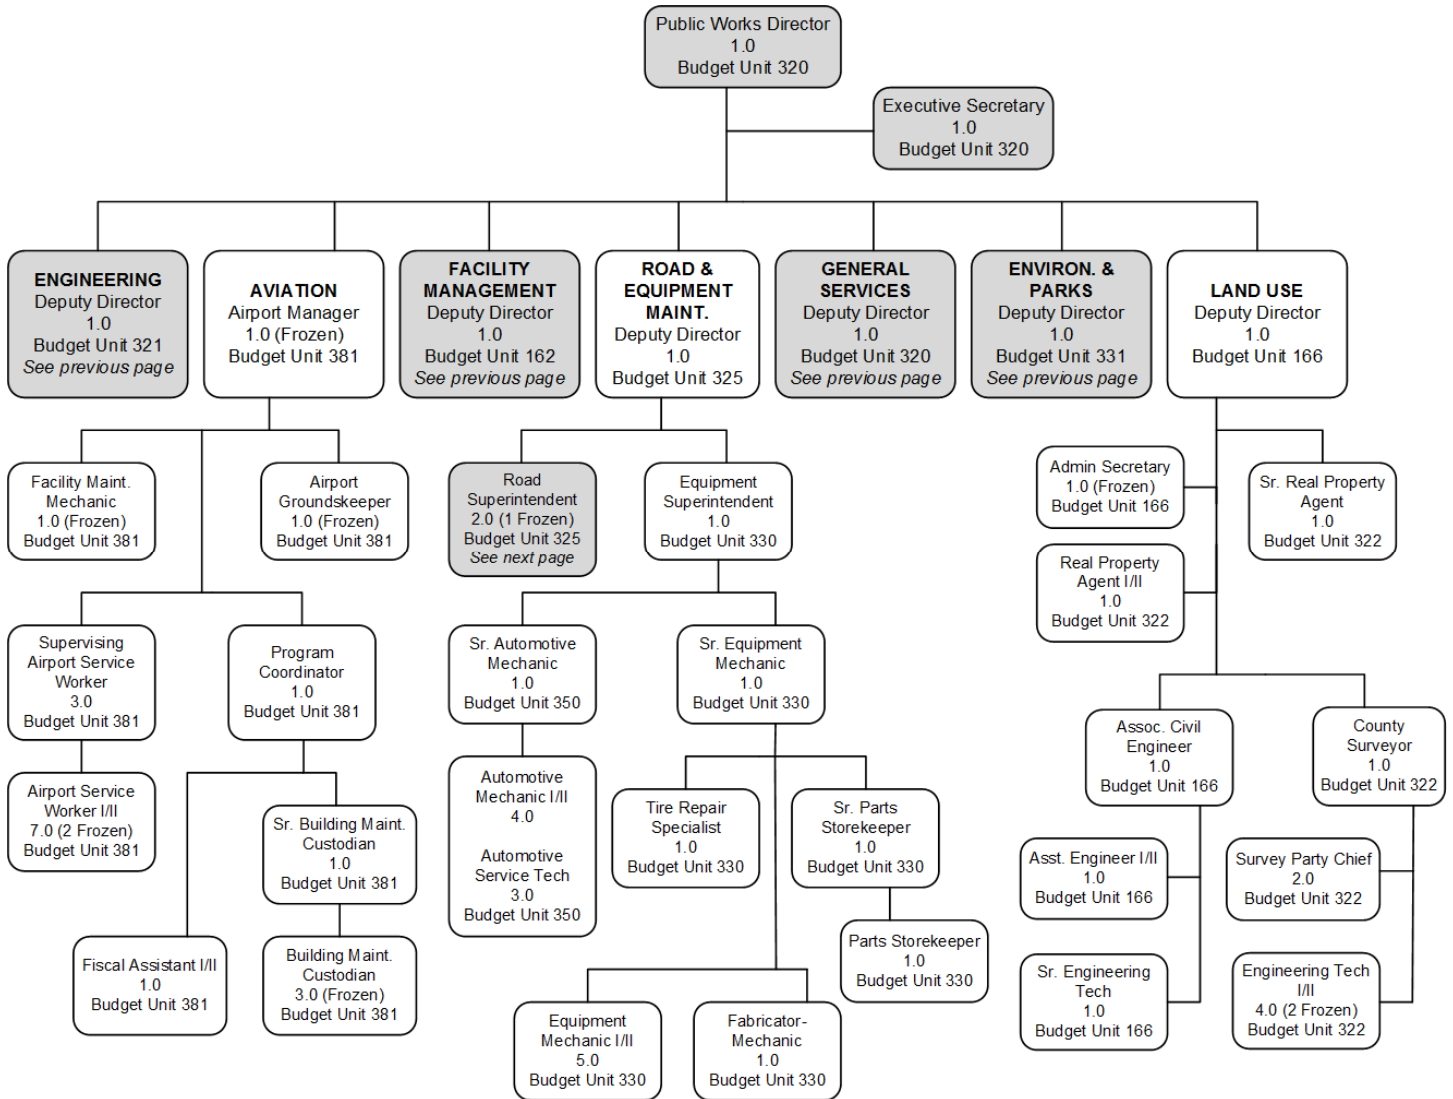 Public Works Director
1.0
Budget Unit 320
Executive Secretary
1.0
Budget Unit 320
ENGINEERING
Deputy Director
1.0
Budget Unit 321
See previous page
AVIATION
Airport Manager
1.0 (Frozen)
Budget Unit 381
FACILITY
MANAGEMENT
Deputy Director
1.0
Budget Unit 162
See previous page
ROAD &
EQUIPMENT
MAINT.
Deputy Director
1.0
Budget Unit 325
GENERAL
SERVICES
Deputy Director
1.0
Budget Unit 320
See previous page
ENVIRON. &
PARKS
Deputy Director
1.0
Budget Unit 331
See previous page
LAND USE
Deputy Director
1.0
Budget Unit 166
Facility Maint.
Mechanic
1.0 (Frozen)
Budget Unit 381
Airport
Groundskeeper
1.0 (Frozen)
Budget Unit 381
Supervising
Airport Service
Worker
3.0
Budget Unit 381
Airport Service
Worker I/II
7.0 (2 Frozen)
Budget Unit 381
Program
Coordinator
1.0
Budget Unit 381
Sr. Building Maint.
Custodian
1.0
Budget Unit 381
Fiscal Assistant I/II
1.0
Budget Unit 381
Building Maint.
Custodian
3.0 (Frozen)
Budget Unit 381
Road
Superintendent
2.0 (1 Frozen)
Budget Unit 325
See next page
Equipment
Superintendent
1.0
Budget Unit 330
Sr. Automotive
Mechanic
1.0
Budget Unit 350
Automotive
Mechanic I/II
4.0
Automotive
Service Tech
3.0
Budget Unit 350
Sr. Equipment
Mechanic
1.0
Budget Unit 330
Tire Repair
Specialist
1.0
Budget Unit 330
Sr. Parts
Storekeeper
1.0
Budget Unit 330
Parts Storekeeper
1.0
Budget Unit 330
Equipment
Mechanic I/II
5.0
Budget Unit 330
Fabricator-
Mechanic
1.0
Budget Unit 330
Admin Secretary
1.0 (Frozen)
Budget Unit 166
Sr. Real Property
Agent
1.0
Budget Unit 322
Real Property
Agent I/II
1.0
Budget Unit 322
Assoc. Civil
Engineer
1.0
Budget Unit 166
County
Surveyor
1.0
Budget Unit 322
Asst. Engineer I/II
1.0
Budget Unit 166
Sr. Engineering
Tech
1.0
Budget Unit 166
Survey Party Chief
2.0
Budget Unit 322
Engineering Tech
I/II
4.0 (2 Frozen)
Budget Unit 322